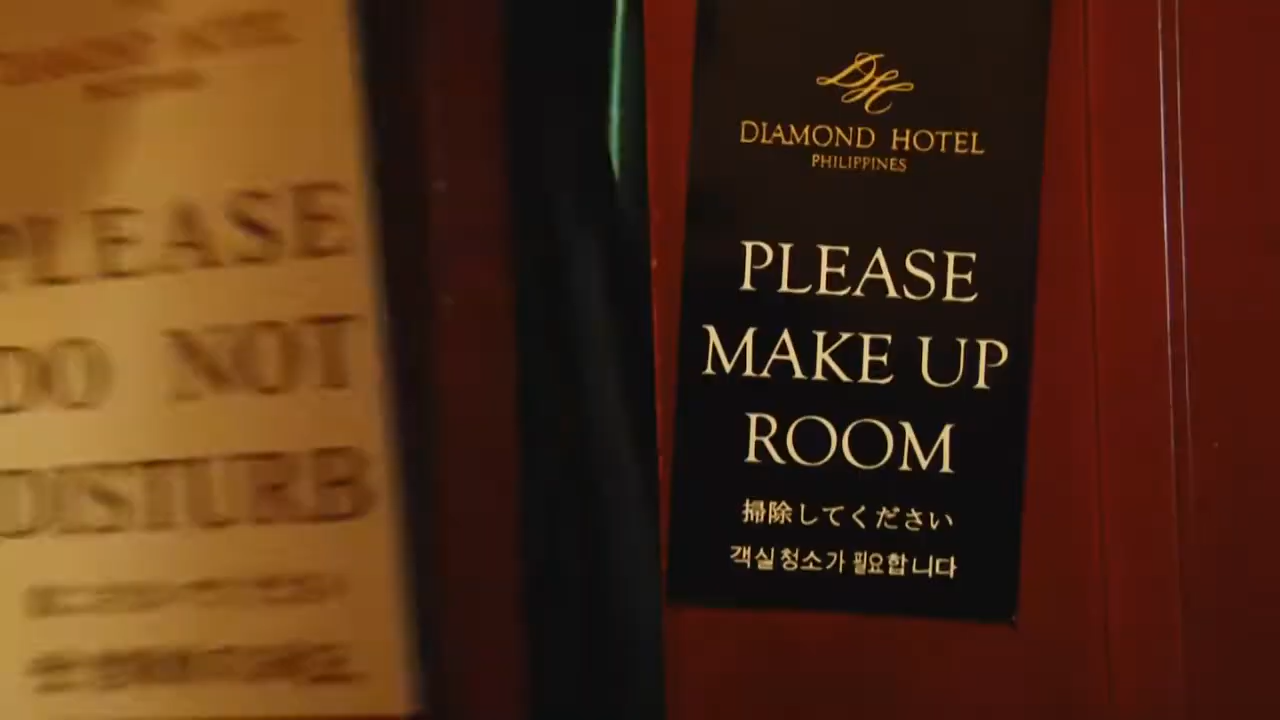 PLEASE
DO NOT
DISTURB
DH
DIAMOND HOTEL
PHILIPPINES
PLEASE
MAKE UP
ROOM
掃除してください
객실청소가 필요합니다